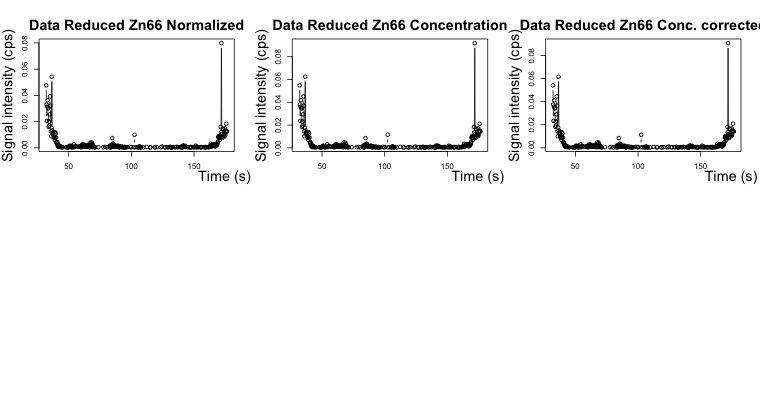 Data Reduced Zn66 Normalized
Signal intensity (cps)
0.00 0.02 0.04 0.06 0.08
50 100 150
Time (s)
Data Reduced Zn66 Concentration
Signal intensity (cps)
0.00 0.02 0.04 0.06 0.08
50 100 150
Time (s)
Data Reduced Zn66 Conc. corrected
Signal intensity (cps)
0.00 0.02 0.04 0.06 0.08
50 100 150
Time (s)